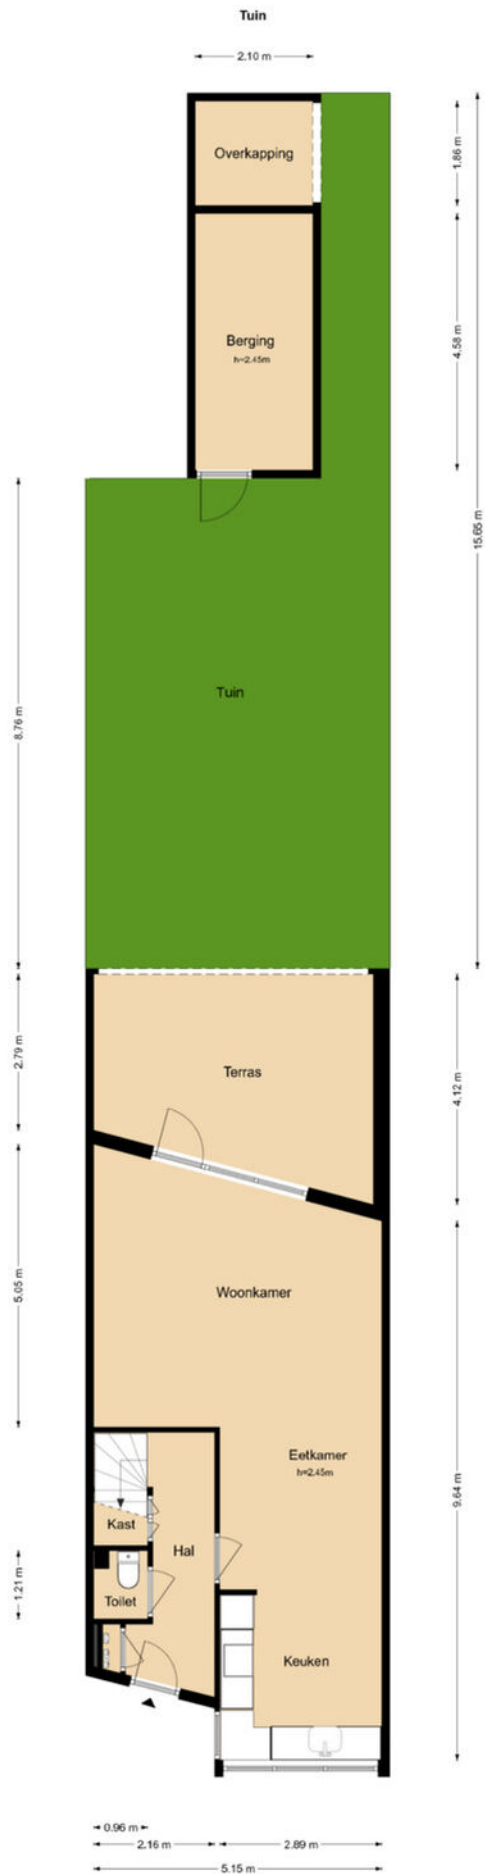 Tuin
2.10 m
Overkapping
1.86 m
Berging
h=2.45m
4.58 m
15.65 m
Tuin
8.76 m
Terras
2.79 m
4.12 m
Woonkamer
5.05 m
Eetkamer
h=2.45m
9.64 m
Kast
Hal
Toilet
1.21 m
Keuken
0.96 m
2.16 m
2.89 m
5.15 m